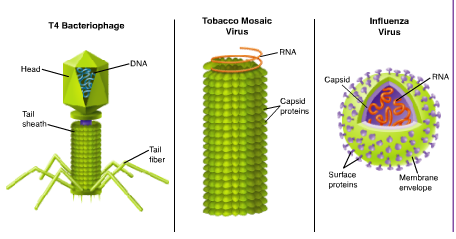 T4 Bacteriophage
Head
DNA
Tail
sheath
Tail
fiber
Tobacco Mosaic
Virus
RNA
Capsid
proteins
Influenza
Virus
Capsid
RNA
Surface
proteins
Membrane
envelope